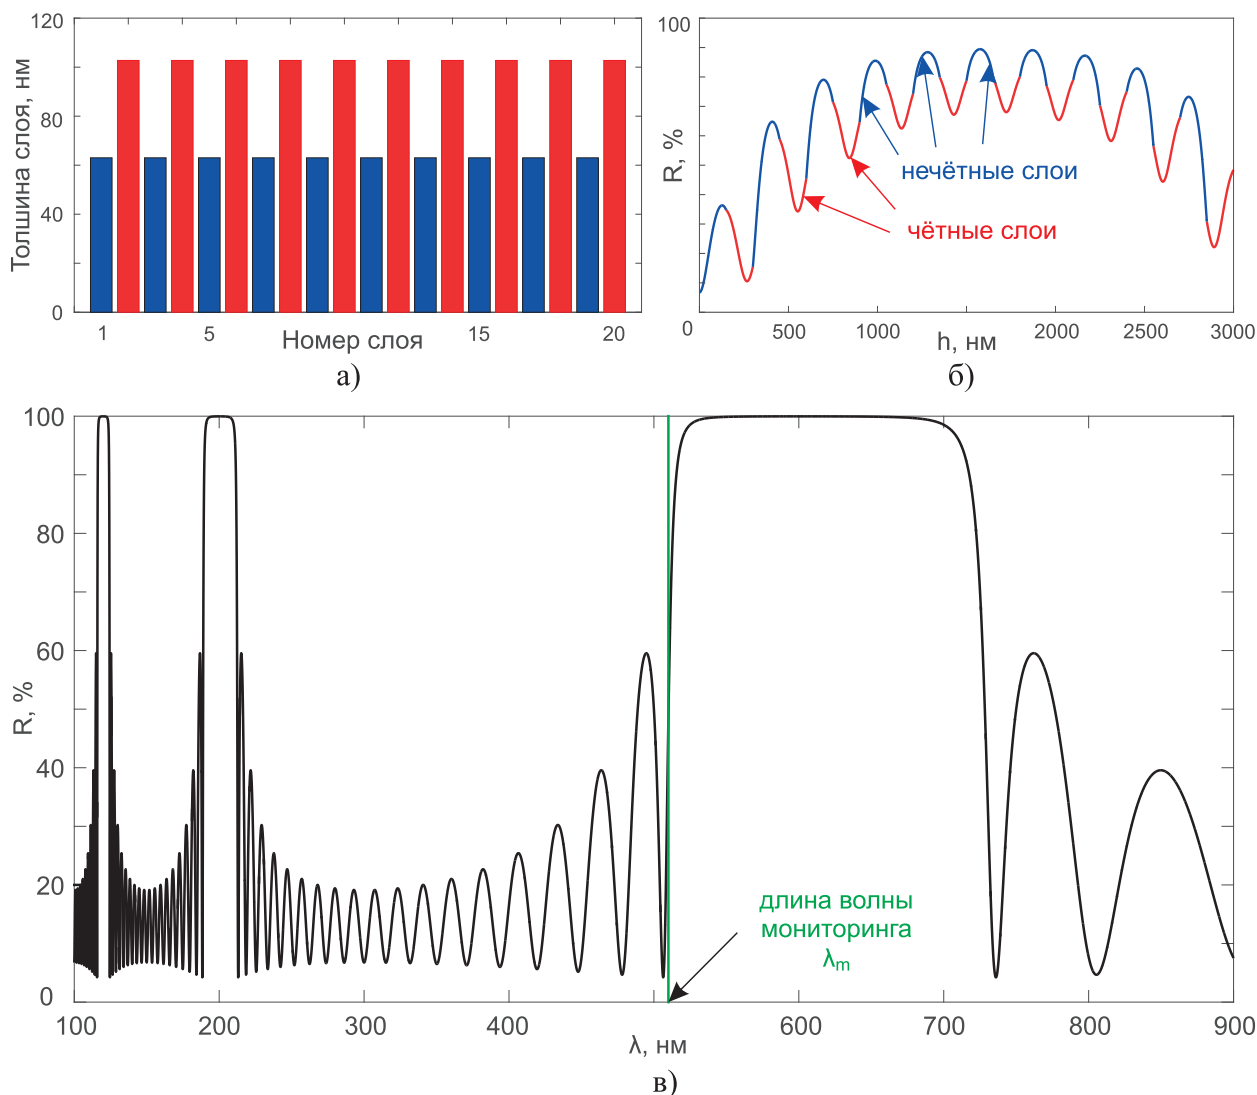 120
80
40
0
Толшина слоя, нм
1
5
15
20
Номер слоя
а)
100
R, %
нечётные слои
чётные слои
0
500
1000
1500
2000
2500
3000
h, нм
б)
100
80
60
40
20
0
R, %
длина волны
мониторинга
λm
100
200
300
400
600
700
800
900
λ, нм
в)